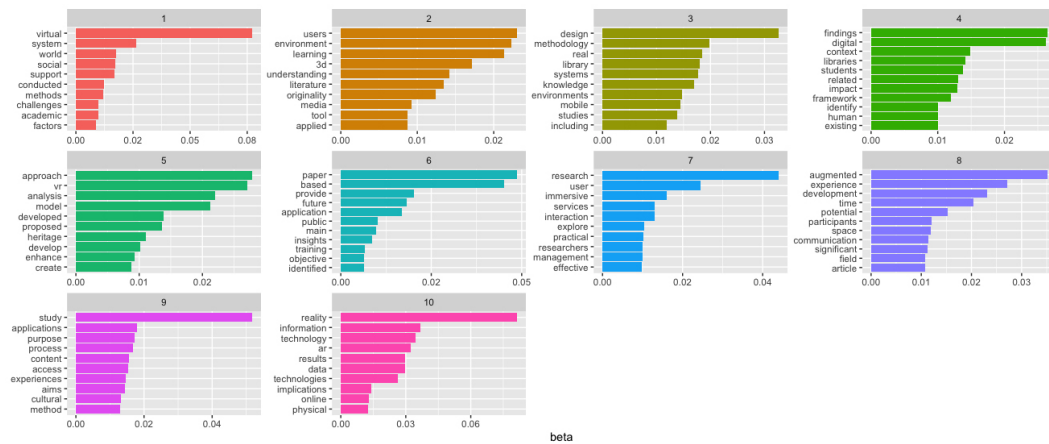 1
virtual
system
world
social
support
conducted
methods
challenges
academic
factors
0.00 0.02 0.04 0.06 0.08
2
users
environment
learning
3d
understanding
literature
originality
media
tool
applied
0.00 0.01 0.02
3
design
methodology
real
library
systems
knowledge
environments
mobile
studies
including
0.00 0.01 0.02 0.03
4
findings
digital
context
libraries
students
related
impact
framework
identify
human
existing
0.00 0.01 0.02
5
approach
vr
analysis
model
developed
proposed
heritage
develop
enhance
create
0.00 0.01 0.02
6
paper
based
provide
future
application
public
main
insights
training
objective
identified
0.00 0.02 0.05
7
research
user
immersive
services
interaction
explore
practical
researchers
management
effective
0.00 0.02 0.04
8
augmented
experience
development
time
potential
participants
space
communication
significant
field
article
0.00 0.01 0.02 0.03
9
study
applications
purpose
process
content
access
experiences
aims
cultural
method
0.00 0.02 0.04
10
reality
information
technology
ar
results
data
technologies
implications
online
physical
0.00 0.03 0.06
beta